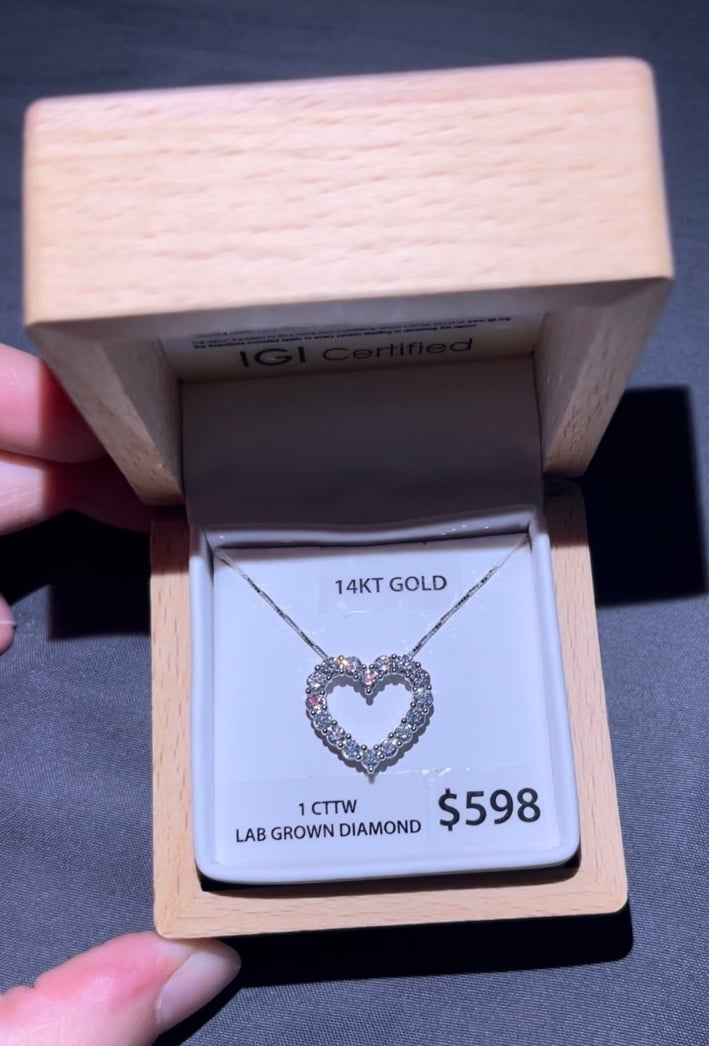 IGI Certified
14KT GOLD
1 CTTW
LAB GROWN DIAMOND
$598